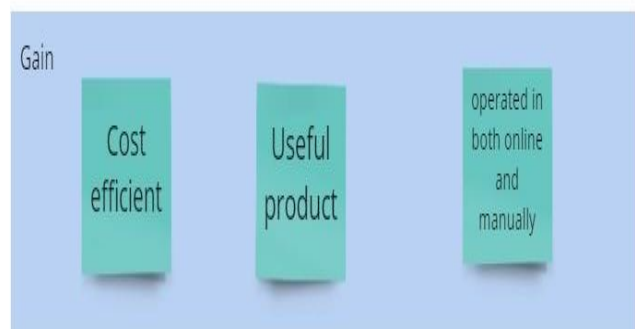 Gain
Cost
efficient
Useful
product
operated in
both online
and
manually